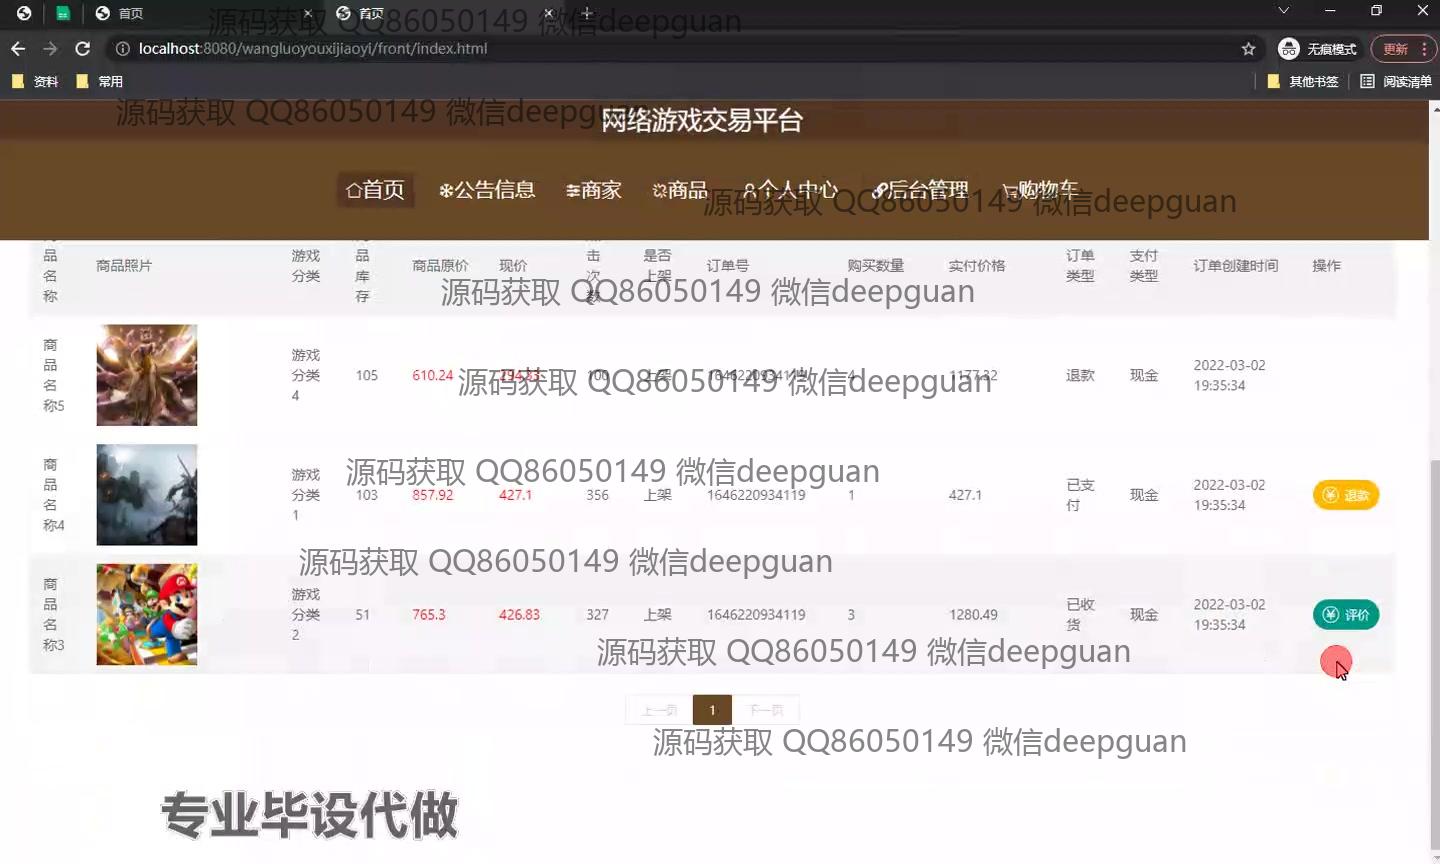 首页
首页
localhost:8080/wangluoyouxijiaoyi/front/index.html
无痕模式
更新
资料
常用
其他书签
阅读清单
源码获取 QQ86050149 微信deepguan
源码获取 QQ86050149 微信deepguan
网络游戏交易平台
首页
公告信息
商家
商品
个人中心
后台管理
购物车
源码获取 QQ86050149 微信deepguan
品名称
商品照片
游戏分类
品库存
商品原价
现价
击次数
是否上架
订单号
购买数量
实付价格
订单类型
支付类型
订单创建时间
操作
源码获取 QQ86050149 微信deepguan
商品名称5
游戏分类4
105
610.24
294.33
100
上架
1646220934119
4
1177.32
退款
现金
2022-03-02
19:35:34
源码获取 QQ86050149 微信deepguan
商品名称4
游戏分类1
103
857.92
427.1
356
上架
1646220934119
1
427.1
已支付
现金
2022-03-02
19:35:34
退款
源码获取 QQ86050149 微信deepguan
源码获取 QQ86050149 微信deepguan
商品名称3
游戏分类2
51
765.3
426.83
327
上架
1646220934119
3
1280.49
已收货
现金
2022-03-02
19:35:34
评价
源码获取 QQ86050149 微信deepguan
上一页
1
下一页
源码获取 QQ86050149 微信deepguan
专业毕设代做